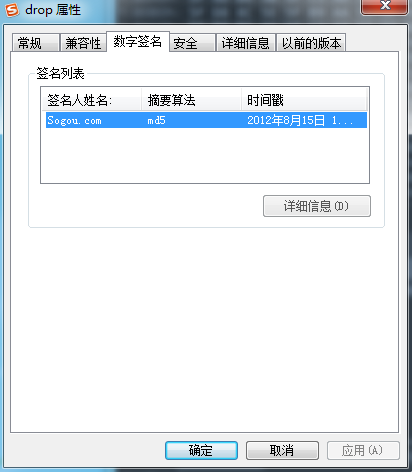 drop 属性
常规 兼容性 数字签名 安全 详细信息 以前的版本
签名列表
签名人姓名: 摘要算法 时间戳
Sogou.com md5 2012年8月15日 1...
详细信息(D)
确定 取消 应用(A)